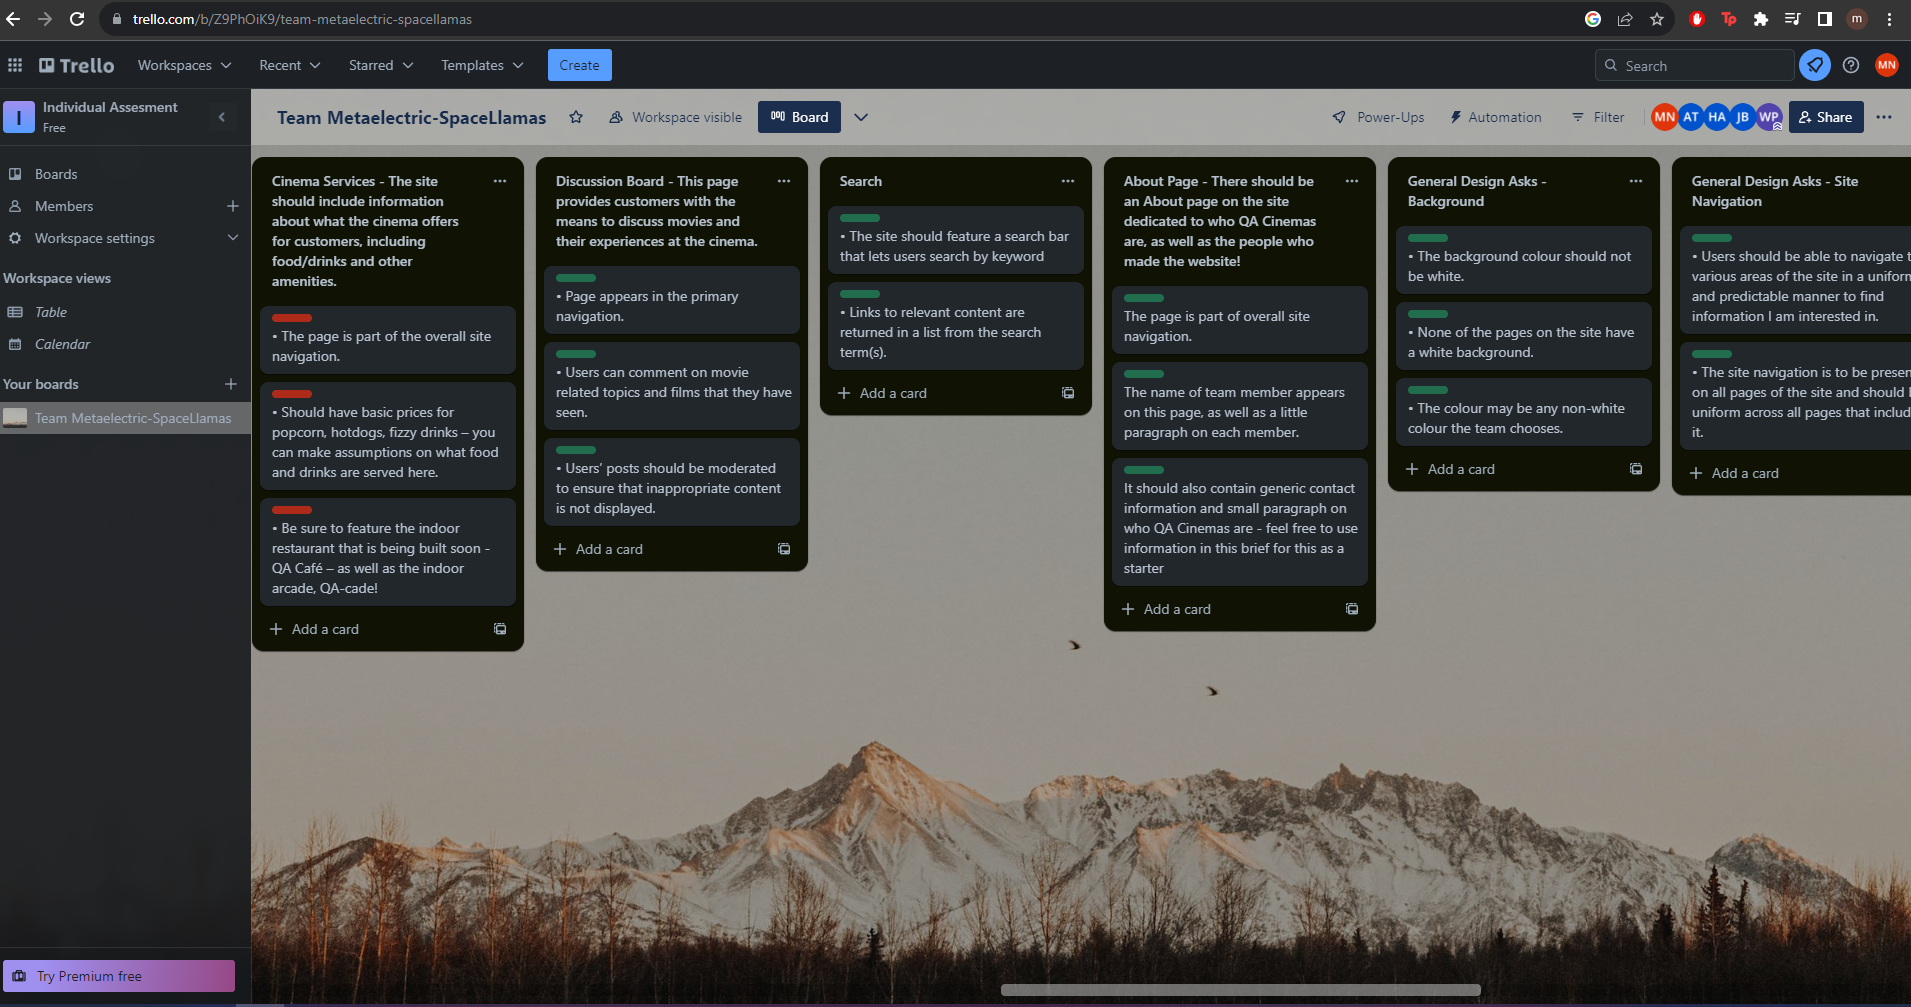 trello.com/b/Z9PhOiK9/team-metaelectric-spacellamas
Tp
m
Trello
Workspaces
Recent
Starred
Templates
Create
Search
MN
I
Individual Assesment
Free
Boards
Members
Workspace settings
Workspace views
Table
Calendar
Your boards
Team Metaelectric-SpaceLlamas
Try Premium free
Team Metaelectric-SpaceLlamas
Workspace visible
Board
Power-Ups
Automation
Filter
MN
AT
HA
JB
WP
Share
Cinema Services - The site
should include information
about what the cinema offers
for customers, including
food/drinks and other
amenities.
• The page is part of the overall site
navigation.
• Should have basic prices for
popcorn, hotdogs, fizzy drinks – you
can make assumptions on what food
and drinks are served here.
• Be sure to feature the indoor
restaurant that is being built soon -
QA Café – as well as the indoor
arcade, QA-cade!
+ Add a card
Discussion Board - This page
provides customers with the
means to discuss movies and
their experiences at the cinema.
• Page appears in the primary
navigation.
• Users can comment on movie
related topics and films that they have
seen.
• Users’ posts should be moderated
to ensure that inappropriate content
is not displayed.
+ Add a card
Search
• The site should feature a search bar
that lets users search by keyword
• Links to relevant content are
returned in a list from the search
term(s).
+ Add a card
About Page - There should be
an About page on the site
dedicated to who QA Cinemas
are, as well as the people who
made the website!
The page is part of overall site
navigation.
The name of team member appears
on this page, as well as a little
paragraph on each member.
It should also contain generic contact
information and small paragraph on
who QA Cinemas are - feel free to use
information in this brief for this as a
starter
+ Add a card
General Design Asks -
Background
• The background colour should not
be white.
• None of the pages on the site have
a white background.
• The colour may be any non-white
colour the team chooses.
+ Add a card
General Design Asks - Site
Navigation
• Users should be able to navigate t
various areas of the site in a uniforn
and predictable manner to find
information I am interested in.
• The site navigation is to be presen
on all pages of the site and should
uniform across all pages that includ
it.
+ Add a card